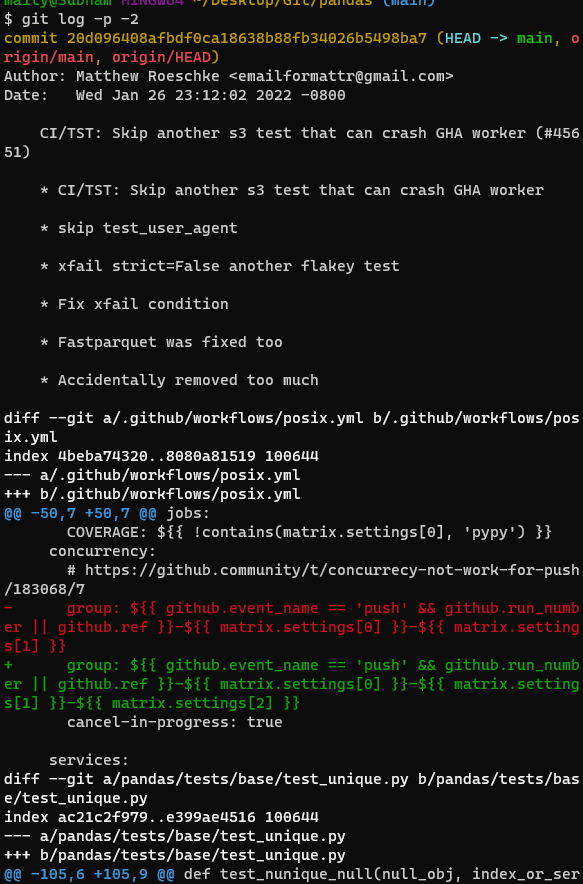 maity@Subham MINGW64 ~/Desktop/Git/pandas (main)
$ git log -p -2
commit 20d096408afbdf0ca18638b88fb34026b5498ba7 (HEAD -> main, o
rigin/main, origin/HEAD)
Author: Matthew Roeschke <emailformattr@gmail.com>
Date:   Wed Jan 26 23:12:02 2022 -0800
    CI/TST: Skip another s3 test that can crash GHA worker (#456
51)
    * CI/TST: Skip another s3 test that can crash GHA worker
    * skip test_user_agent
    * xfail strict=False another flakey test
    * Fix xfail condition
    * Fastparquet was fixed too
    * Accidentally removed too much
diff --git a/.github/workflows/posix.yml b/.github/workflows/pos
ix.yml
index 4beba74320..8080a81519 100644
--- a/.github/workflows/posix.yml
+++ b/.github/workflows/posix.yml
@@ -50,7 +50,7 @@ jobs:
       COVERAGE: ${{ !contains(matrix.settings[0], 'pypy') }}
     concurrency:
       # https://github.community/t/concurrecy-not-work-for-push
/183068/7
-      group: ${{ github.event_name == 'push' && github.run_numb
er || github.ref }}-${{ matrix.settings[0] }}-${{ matrix.setting
s[1] }}
+      group: ${{ github.event_name == 'push' && github.run_numb
er || github.ref }}-${{ matrix.settings[0] }}-${{ matrix.setting
s[1] }}-${{ matrix.settings[2] }}
       cancel-in-progress: true
     services:
diff --git a/pandas/tests/base/test_unique.py b/pandas/tests/bas
e/test_unique.py
index ac21c2f979..e399ae4516 100644
--- a/pandas/tests/base/test_unique.py
+++ b/pandas/tests/base/test_unique.py
@@ -105,6 +105,9 @@ def test_nunique_null(null_obj, index_or_ser